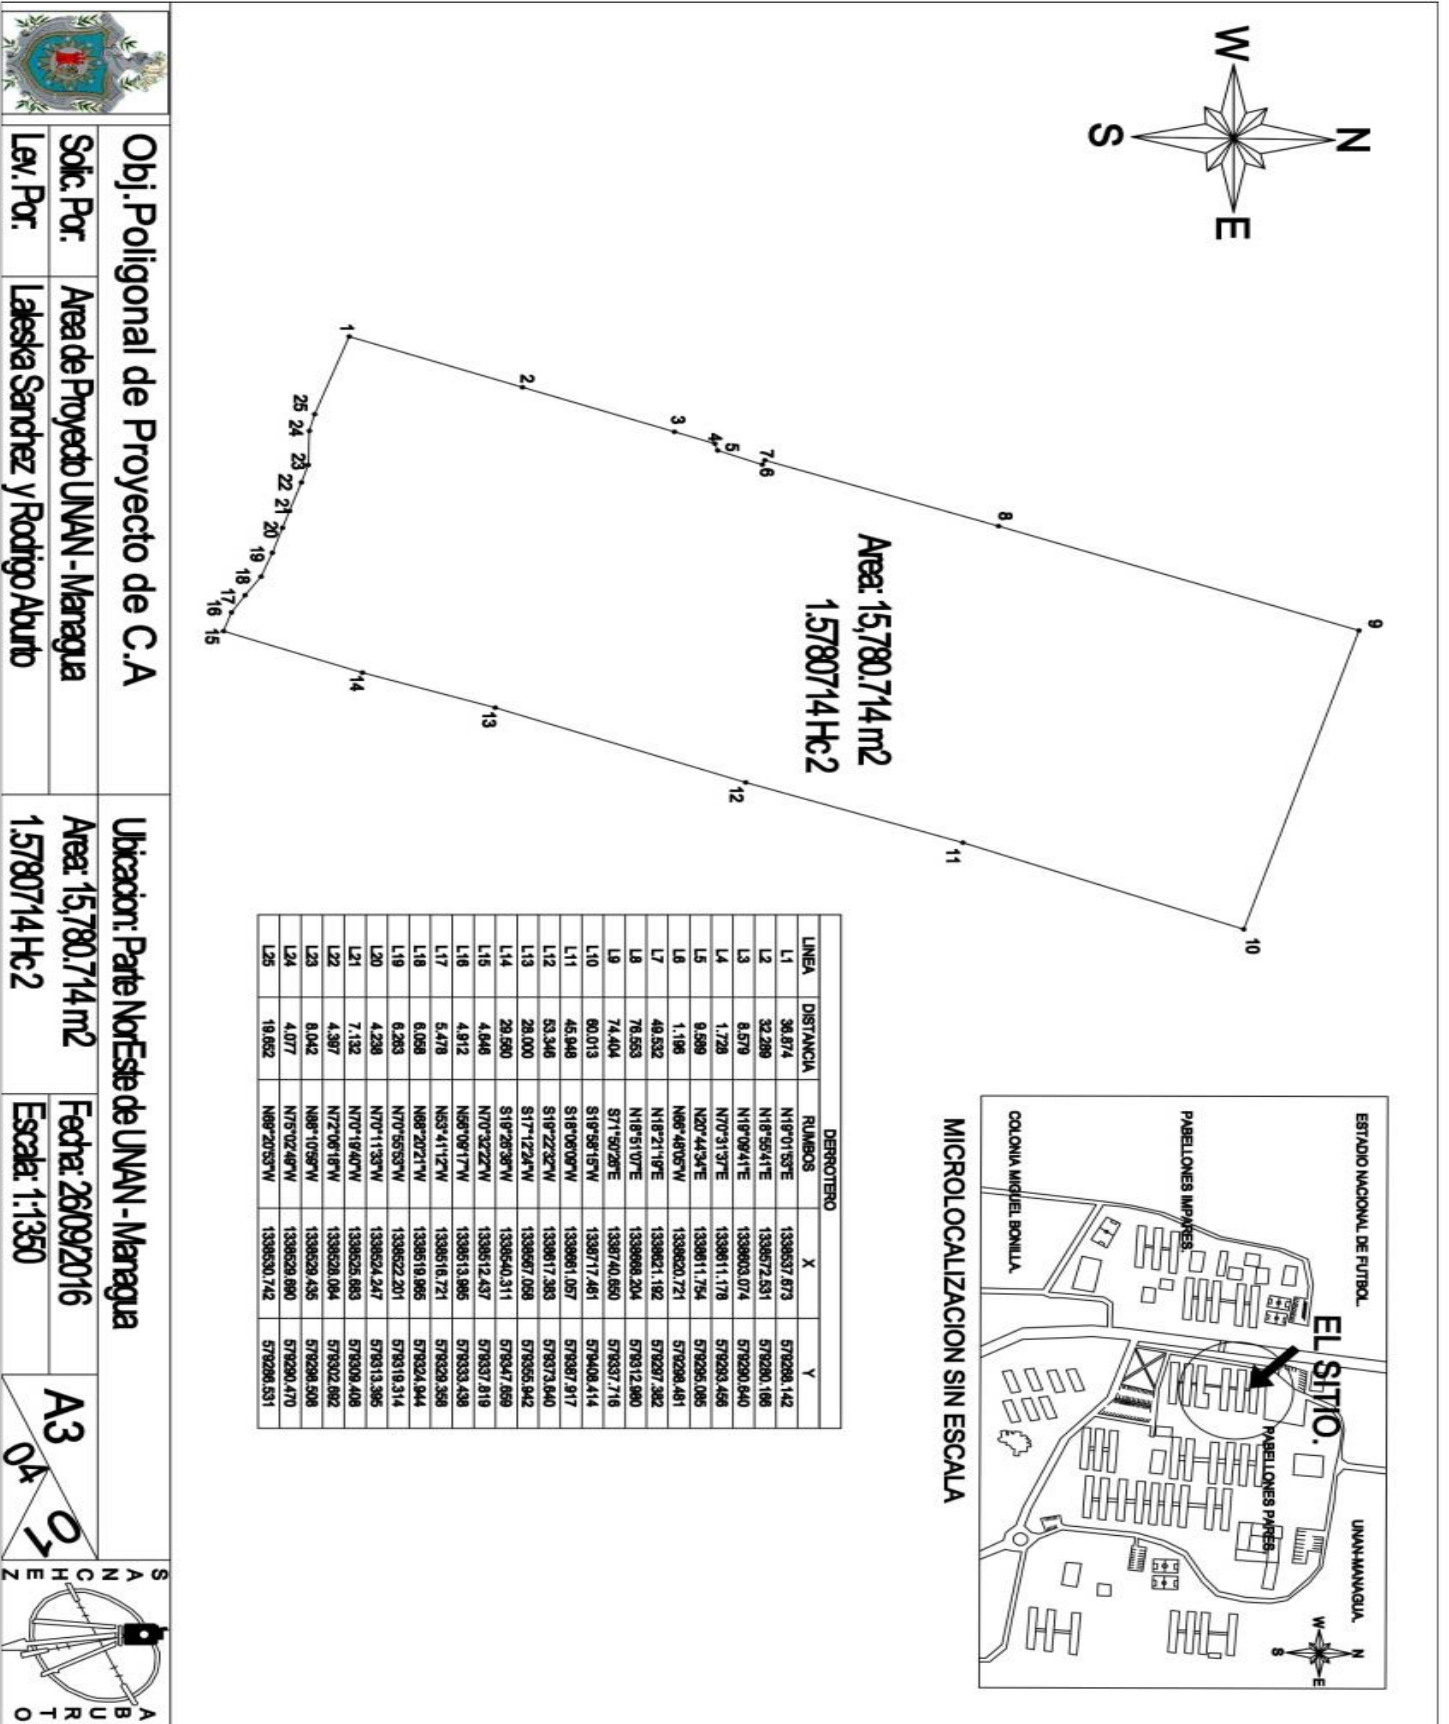 N
W
E
S
1
2
3
4
5
7
6
8
9
10
11
12
13
14
15
16
17
18
19
20
21
22
23
24
25
Area: 15,780.714 m2
1.5780714 Hc2
ESTADIO NACIONAL DE FUTBOL.
UNAN-MANAGUA.
EL SITIO.
PABELLONES IMPARES.
PABELLONES PARES.
COLONIA MIGUEL BONILLA.
N
W
E
S
MICROLOCALIZACION SIN ESCALA
DERROTERO
LINEA DISTANCIA RUMBOS X Y
L1 36.874 N19°01'53"E 1338537.673 579268.142
L2 32.289 N18°55'41"E 1338572.531 579280.166
L3 8.579 N19°09'41"E 1338603.074 579290.640
L4 1.728 N70°31'37"E 1338611.178 579293.456
L5 9.589 N20°44'34"E 1338611.754 579295.085
L6 1.196 N66°48'05"W 1338620.721 579298.481
L7 49.532 N18°21'19"E 1338621.192 579297.382
L8 76.553 N18°51'07"E 1338668.204 579312.980
L9 74.404 S71°50'26"E 1338740.650 579337.716
L10 60.013 S19°58'15"W 1338717.461 579408.414
L11 45.948 S18°06'09"W 1338661.057 579387.917
L12 53.346 S19°22'32"W 1338617.383 579373.640
L13 28.000 S17°12'24"W 1338567.058 579355.942
L14 29.560 S19°26'38"W 1338540.311 579347.659
L15 4.646 N70°32'22"W 1338512.437 579337.819
L16 4.912 N56°09'17"W 1338513.985 579333.438
L17 5.478 N53°41'12"W 1338516.721 579329.358
L18 6.058 N68°20'21"W 1338519.965 579324.944
L19 6.263 N70°55'53"W 1338522.201 579319.314
L20 4.238 N70°11'33"W 1338524.247 579313.395
L21 7.132 N70°19'40"W 1338525.683 579309.408
L22 4.397 N72°06'18"W 1338528.084 579302.692
L23 8.042 N88°10'59"W 1338529.435 579298.508
L24 4.077 N75°02'49"W 1338529.690 579290.470
L25 19.652 N69°20'53"W 1338530.742 579286.531
Obj.Poligonal de Proyecto de C.A
Ubicacion: Parte NorEste de UNAN - Managua
Solic. Por: Area de Proyecto UNAN - Managua
Area: 15,780.714 m2
Fecha: 26/09/2016
Lev. Por: Laleska Sanchez y Rodrigo Aburto
1.5780714 Hc2
Escala: 1:1350
A3
04
01
SANCHEZ
ABURTO